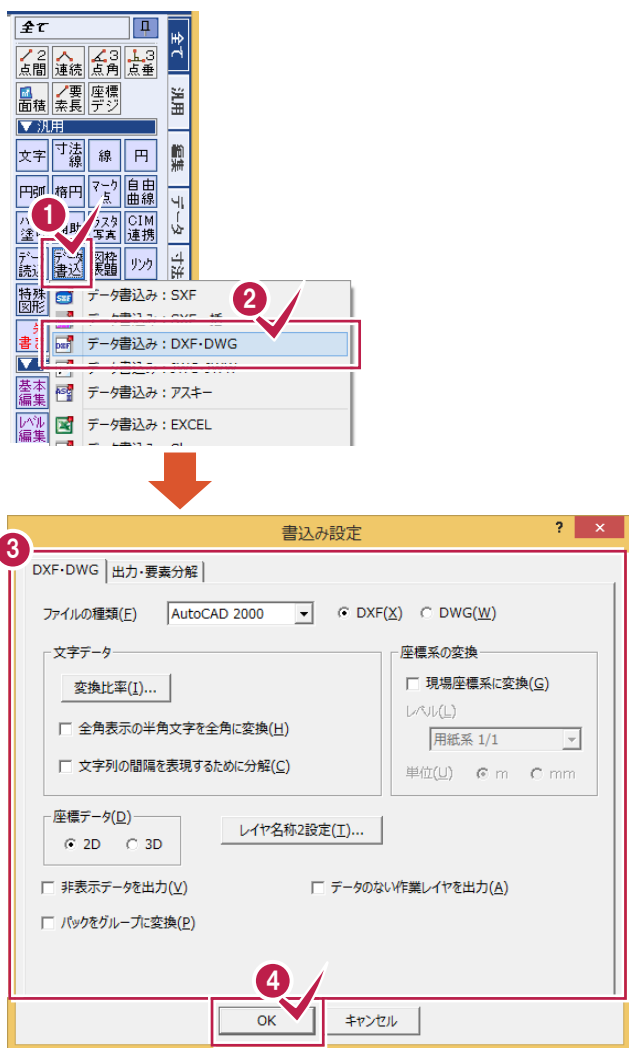 全て
全て
2 3 3
点間 連続 点角 点垂
要 座標
面積 素長 デジ
汎用
▼汎用
文字 寸法線 線 円
編集
円弧 楕円 マーク点 自由曲線
データ
1
CIM連携
寸法
データ書込 図枠表題 リンク
特殊図形
データ書込み：SXF
2
データ書込み：DXF・DWG
基本編集
データ書込み：アスキー
レベル編集
データ書込み：EXCEL
書込み設定
? ×
3
DXF・DWG 出力・要素分解
ファイルの種類(F) AutoCAD 2000 DXF(X) DWG(W)
文字データ
座標系の変換
変換比率(I)...
現場座標系に変換(G)
レベル(L)
全角表示の半角文字を全角に変換(H)
用紙系 1/1
文字列の間隔を表現するために分解(C)
単位(U) m mm
座標データ(D)
2D 3D
レイヤ名称2設定(T)...
非表示データを出力(V) データのない作業レイヤを出力(A)
パックをグループに変換(P)
4
OK キャンセル